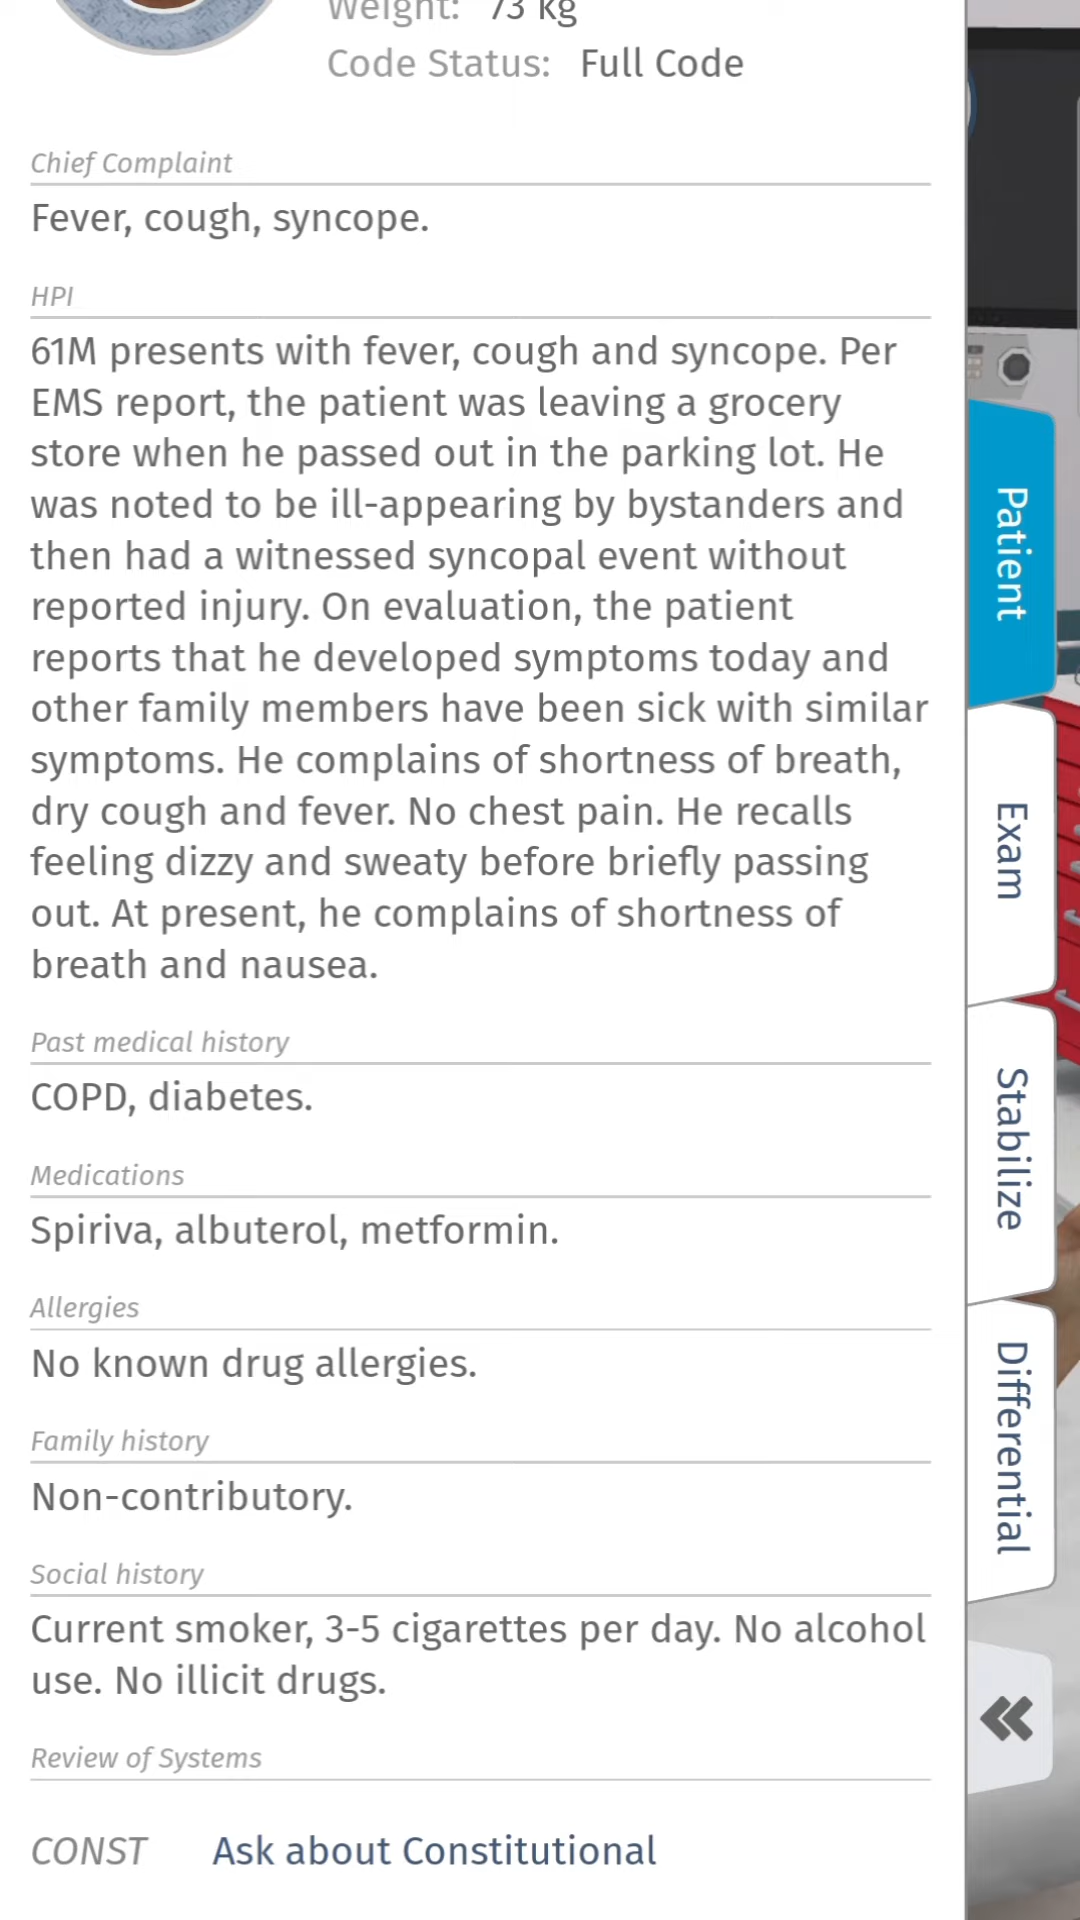 Weight: 73 kg
Code Status: Full Code
Chief Complaint
Fever, cough, syncope.
HPI
61M presents with fever, cough and syncope. Per
EMS report, the patient was leaving a grocery
store when he passed out in the parking lot. He
was noted to be ill-appearing by bystanders and
then had a witnessed syncopal event without
reported injury. On evaluation, the patient
reports that he developed symptoms today and
other family members have been sick with similar
symptoms. He complains of shortness of breath,
dry cough and fever. No chest pain. He recalls
feeling dizzy and sweaty before briefly passing
out. At present, he complains of shortness of
breath and nausea.
Past medical history
COPD, diabetes.
Medications
Spiriva, albuterol, metformin.
Allergies
No known drug allergies.
Family history
Non-contributory.
Social history
Current smoker, 3-5 cigarettes per day. No alcohol
use. No illicit drugs.
Review of Systems
CONST Ask about Constitutional
Patient
Exam
Stabilize
Differential